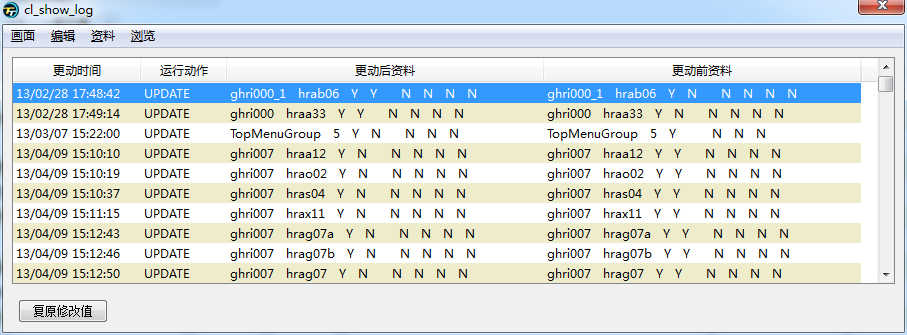 cl_show_log
画面 编辑 资料 浏览
更动时间 运行动作 更动后资料 更动前资料
13/02/28 17:48:42 UPDATE ghri000_1 hrab06 Y Y N N N N ghri000_1 hrab06 Y N N N N N
13/02/28 17:49:14 UPDATE ghri000 hraa33 Y Y N N N N ghri000 hraa33 Y N N N N N
13/03/07 15:22:00 UPDATE TopMenuGroup 5 Y N N N N TopMenuGroup 5 Y N N N
13/04/09 15:10:10 UPDATE ghri007 hraa12 Y N N N N N ghri007 hraa12 Y Y N N N N
13/04/09 15:10:19 UPDATE ghri007 hrao02 Y N N N N N ghri007 hrao02 Y Y N N N N
13/04/09 15:10:37 UPDATE ghri007 hras04 Y N N N N N ghri007 hras04 Y Y N N N N
13/04/09 15:11:15 UPDATE ghri007 hrax11 Y N N N N N ghri007 hrax11 Y Y N N N N
13/04/09 15:12:43 UPDATE ghri007 hrag07a Y N N N N N ghri007 hrag07a Y Y N N N N
13/04/09 15:12:46 UPDATE ghri007 hrag07b Y N N N N N ghri007 hrag07b Y Y N N N N
13/04/09 15:12:50 UPDATE ghri007 hrag07 Y N N N N N ghri007 hrag07 Y Y N N N N
复原修改值